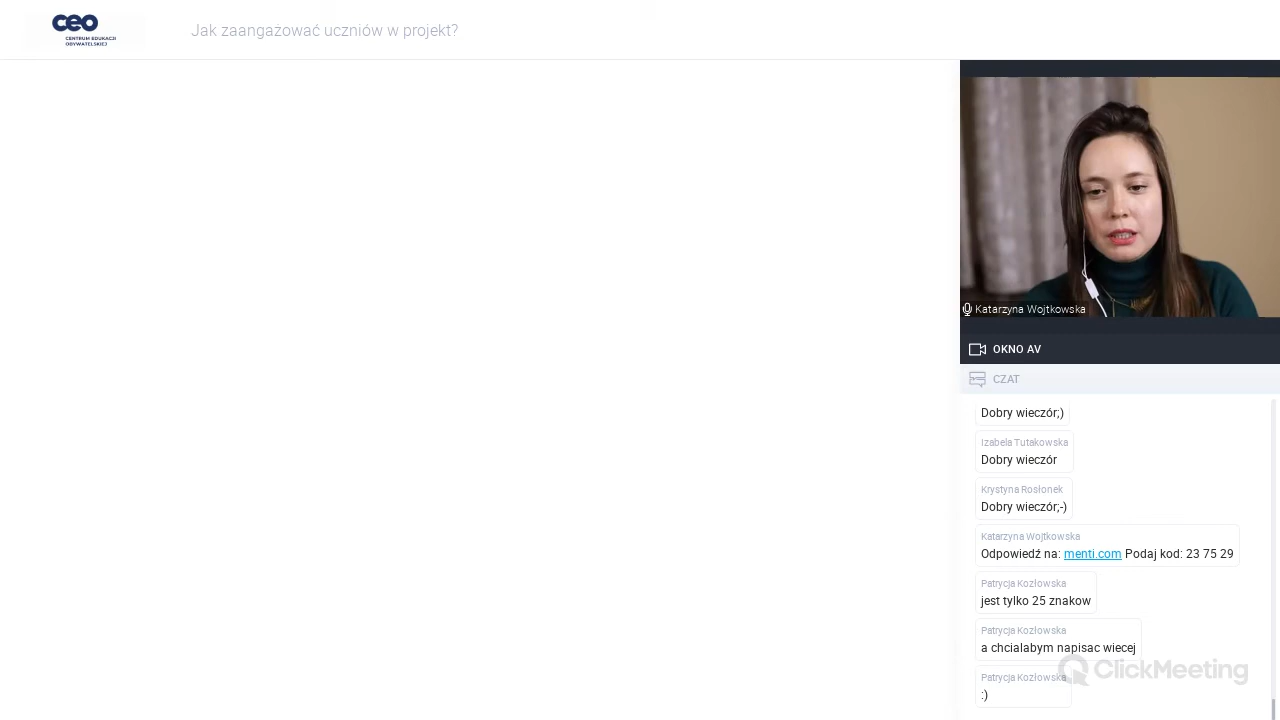 ceo
CENTRUM EDUKACJI
OBYWATELSKIEJ
Jak zaangażować uczniów w projekt?
Katarzyna Wojtkowska
OKNO AV
CZAT
Dobry wieczór;)
Izabela Tutakowska
Dobry wieczór
Krystyna Rosłonek
Dobry wieczór;-)
Katarzyna Wojtkowska
Odpowiedź na: menti.com Podaj kod: 23 75 29
Patrycja Kozłowska
jest tylko 25 znakow
Patrycja Kozłowska
a chcialabym napisac wiecej
ClickMeeting
Patrycja Kozłowska
:)